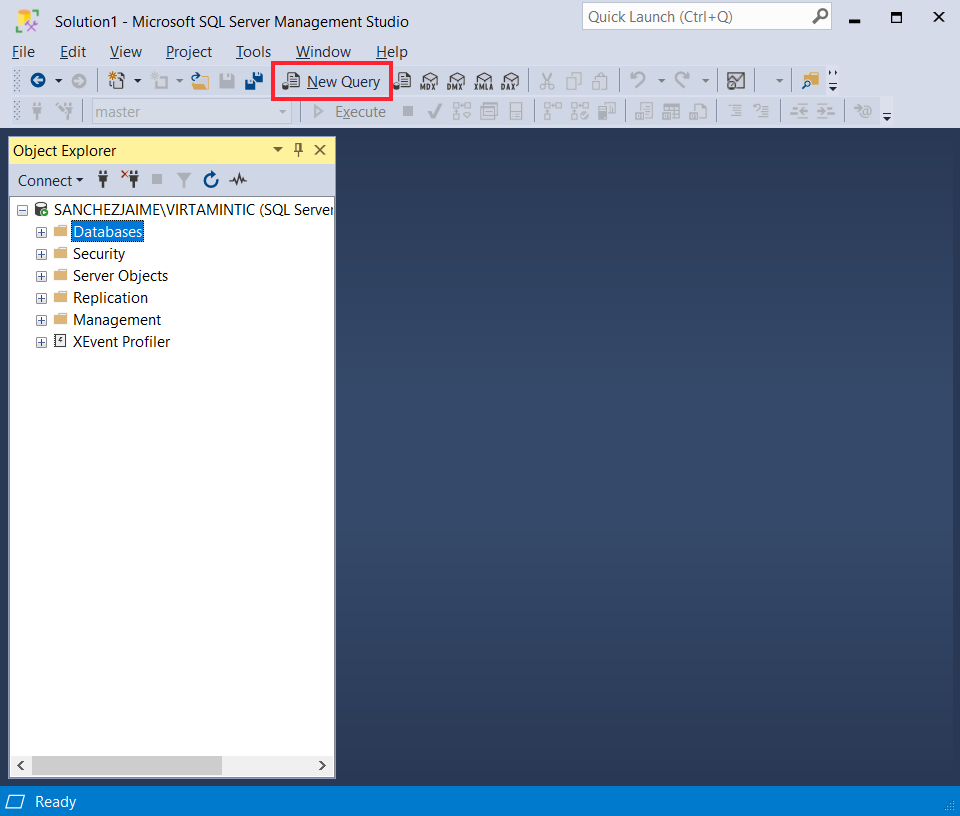 Solution1 - Microsoft SQL Server Management Studio
Quick Launch (Ctrl+Q)
File Edit View Project Tools Window Help
New Query MDX DMX XMLA DAX
master Execute
Object Explorer
Connect
SANCHEZJAIME\VIRTAMINTIC (SQL Server
Databases
Security
Server Objects
Replication
Management
XEvent Profiler
Ready